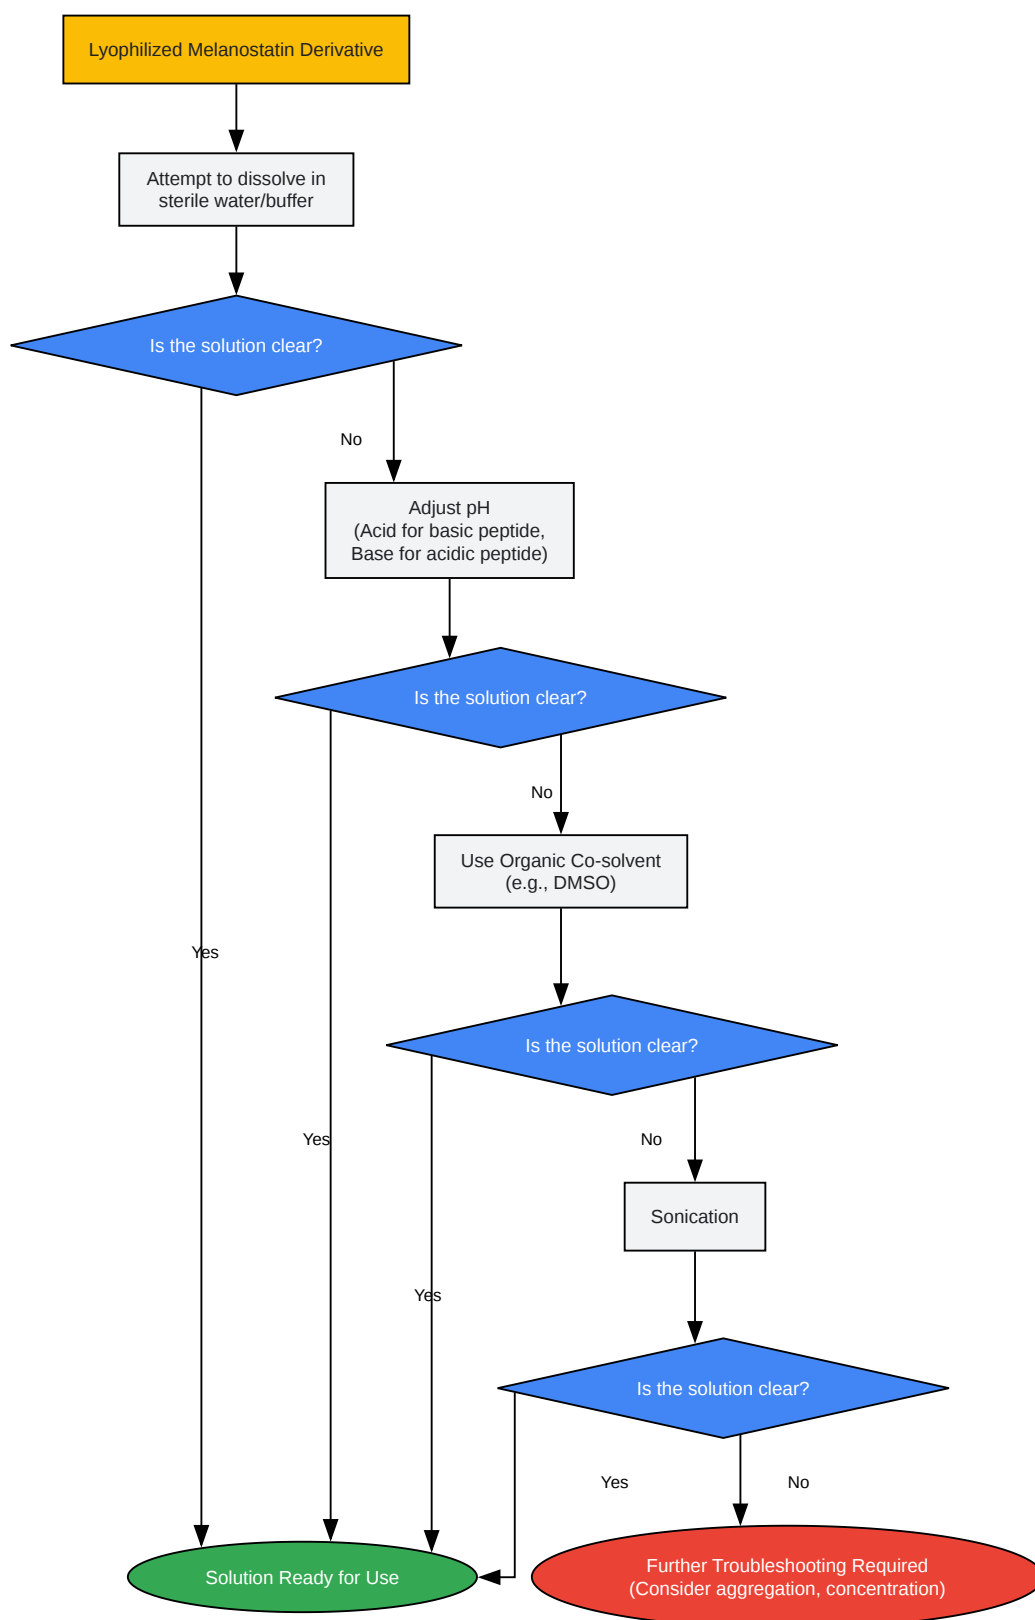 Lyophilized Melanostatin Derivative
Attempt to dissolve in
sterile water/buffer
Is the solution clear?
No
Adjust pH
(Acid for basic peptide,
Base for acidic peptide)
Is the solution clear?
No
Use Organic Co-solvent
(e.g., DMSO)
Yes
Is the solution clear?
Yes
No
Sonication
Yes
Is the solution clear?
Yes
No
Solution Ready for Use
Further Troubleshooting Required
(Consider aggregation, concentration)